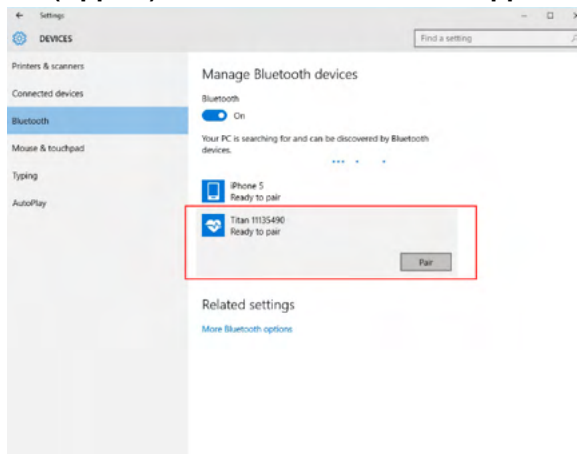 Settings
DEVICES
Find a setting
Printers & scanners
Connected devices
Bluetooth
Mouse & touchpad
Typing
AutoPlay
Manage Bluetooth devices
Bluetooth
On
Your PC is searching for and can be discovered by Bluetooth
devices.
iPhone 5
Ready to pair
Titan 11135490
Ready to pair
Pair
Related settings
More Bluetooth options